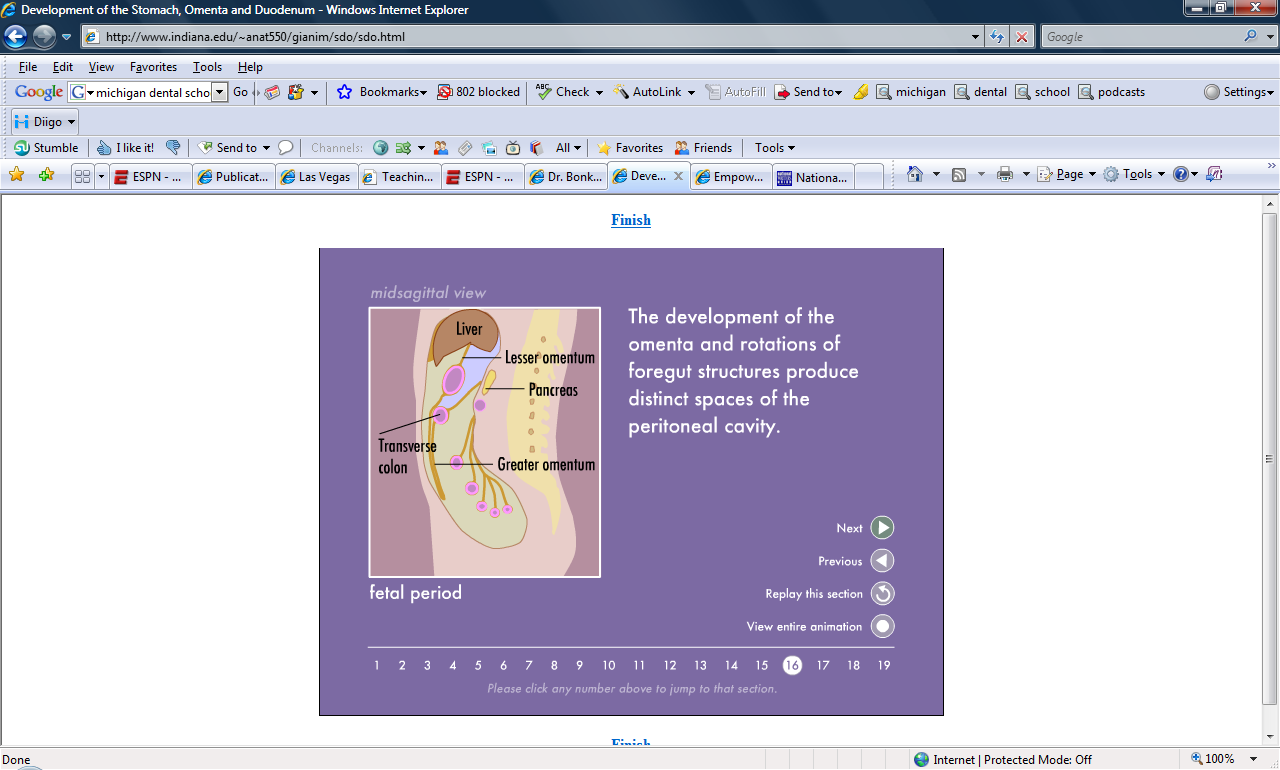 Development of the Stomach, Omenta and Duodenum - Windows Internet Explorer
http://www.indiana.edu/~anat550/gianim/sdo/sdo.html
Google
File Edit View Favorites Tools Help
Google G michigan dental scho Go Bookmarks 802 blocked ABC Check AutoLink AutoFill Send to michigan dental school podcasts Settings
Diigo
Stumble I like it! Send to Channels: All Favorites Friends Tools
ESPN - ... Publicat... Las Vegas Teachin... ESPN - ... Dr. Bonk... Deve... Empow... Nationa... Page Tools
Finish
midsagittal view
Liver
Lesser omentum
Pancreas
Transverse
colon
Greater omentum
fetal period
The development of the
omenta and rotations of
foregut structures produce
distinct spaces of the
peritoneal cavity.
Next
Previous
Replay this section
View entire animation
1 2 3 4 5 6 7 8 9 10 11 12 13 14 15 16 17 18 19
Please click any number above to jump to that section.
Finish
Done Internet | Protected Mode: Off 100%